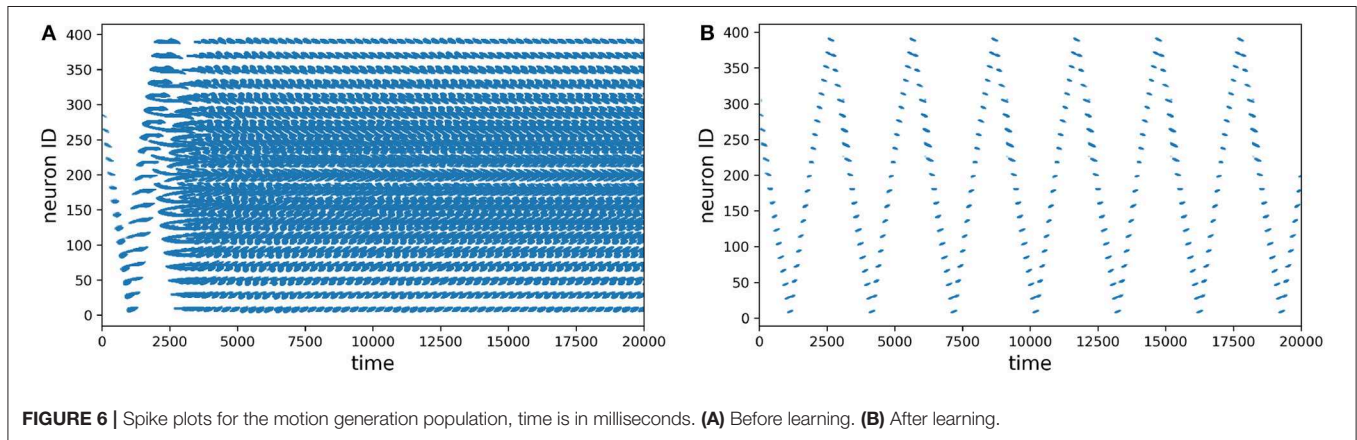 A
400
350
300
250
200
150
100
50
0
neuron ID
0 2500 5000 7500 10000 12500 15000 17500 20000
time
B
400
350
300
250
200
150
100
50
0
neuron ID
0 2500 5000 7500 10000 12500 15000 17500 20000
time
FIGURE 6 | Spike plots for the motion generation population, time is in milliseconds. (A) Before learning. (B) After learning.